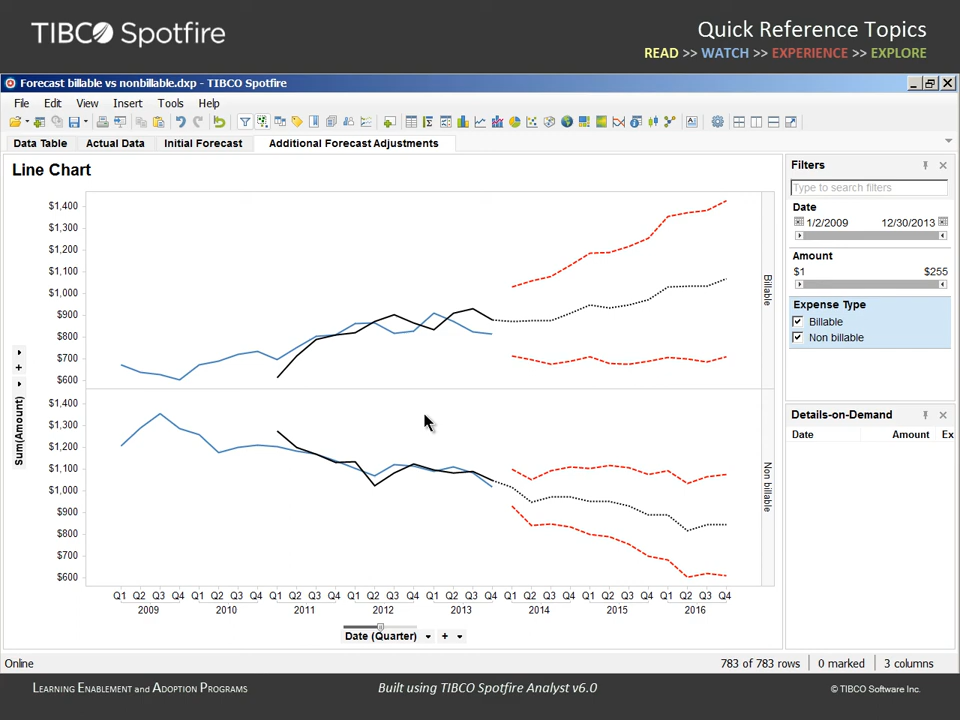 TIBCO Spotfire
Quick Reference Topics
READ >> WATCH >> EXPERIENCE >> EXPLORE
Forecast billable vs nonbillable.dxp - TIBCO Spotfire
File Edit View Insert Tools Help
Data Table Actual Data Initial Forecast Additional Forecast Adjustments
Line Chart
$1,400
$1,300
$1,200
$1,100
$1,000
$900
$800
$700
$600
Billable
$1,400
$1,300
$1,200
$1,100
$1,000
$900
$800
$700
$600
Non billable
Sum(Amount)
Q1 Q2 Q3 Q4 Q1 Q2 Q3 Q4 Q1 Q2 Q3 Q4 Q1 Q2 Q3 Q4 Q1 Q2 Q3 Q4 Q1 Q2 Q3 Q4 Q1 Q2 Q3 Q4 Q1 Q2 Q3 Q4
2009 2010 2011 2012 2013 2014 2015 2016
Date (Quarter) +
Filters
Type to search filters
Date
1/2/2009 12/30/2013
Amount
$1 $255
Expense Type
Billable
Non billable
Details-on-Demand
Date Amount Ex
Online 783 of 783 rows 0 marked 3 columns
LEARNING ENABLEMENT AND ADOPTION PROGRAMS
Built using TIBCO Spotfire Analyst v6.0
© TIBCO Software Inc.